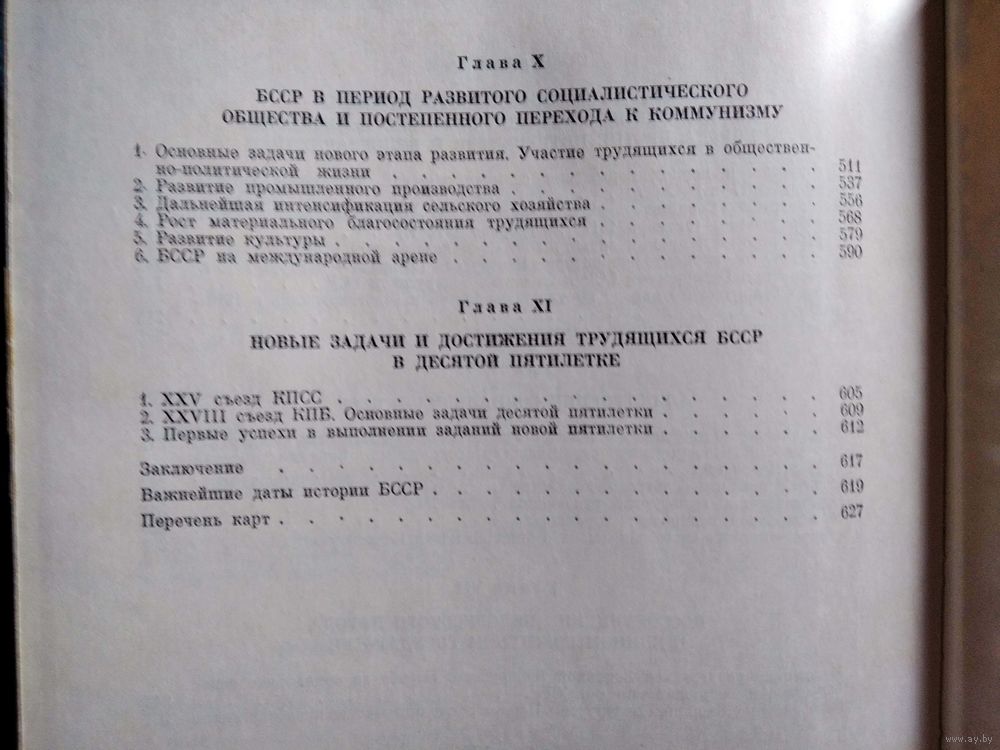 Глава X
БССР В ПЕРИОД РАЗВИТОГО СОЦИАЛИСТИЧЕСКОГО
ОБЩЕСТВА И ПОСТЕПЕННОГО ПЕРЕХОДА К КОММУНИЗМУ
1. Основные задачи нового этапа развития. Участие трудящихся в обществен-
но-политической жизни . . . . . . . . . . . . . . . 511
2. Развитие промышленного производства . . . . . . . . . . . 537
3. Дальнейшая интенсификация сельского хозяйства . . . . . . . . 556
4. Рост материального благосостояния трудящихся . . . . . . . . 568
5. Развитие культуры . . . . . . . . . . . . . . . . . 579
6. БССР на международной арене . . . . . . . . . . . . . 590
Глава XI
НОВЫЕ ЗАДАЧИ И ДОСТИЖЕНИЯ ТРУДЯЩИХСЯ БССР
В ДЕСЯТОЙ ПЯТИЛЕТКЕ
1. XXV съезд КПСС . . . . . . . . . . . . . . . . . 605
2. XXVIII съезд КПБ. Основные задачи десятой пятилетки . . . . . . 609
3. Первые успехи в выполнении заданий новой пятилетки . . . . . . 612
Заключение . . . . . . . . . . . . . . . . . . . 617
Важнейшие даты истории БССР . . . . . . . . . . . . . 619
Перечень карт . . . . . . . . . . . . . . . . . . . 627
www.ay.by